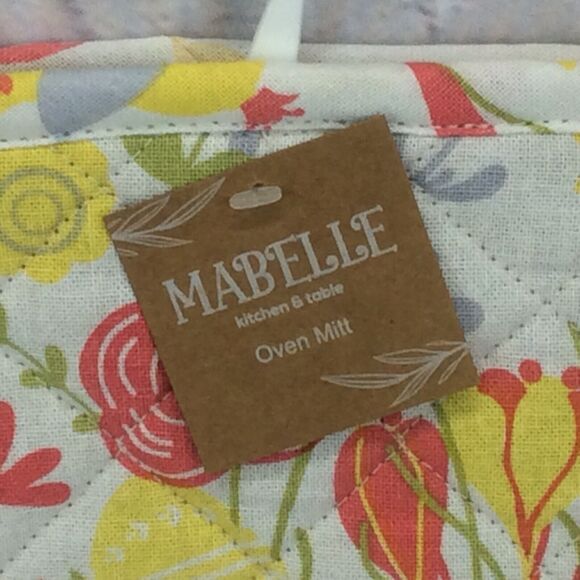 MABELLE
kitchen & table
Oven Mitt